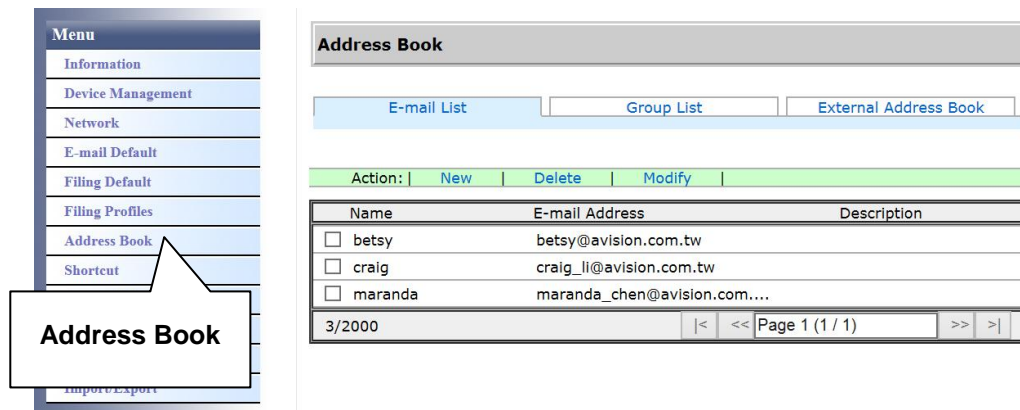 Menu
Information
Device Management
Network
E-mail Default
Filing Default
Filing Profiles
Address Book
Shortcut
Address Book
Import/Export
Address Book
E-mail List Group List External Address Book
Action: | New | Delete | Modify |
Name E-mail Address Description
betsy betsy@avision.com.tw
craig craig_li@avision.com.tw
maranda maranda_chen@avision.com....
3/2000 |< << Page 1 (1 / 1) >> >|